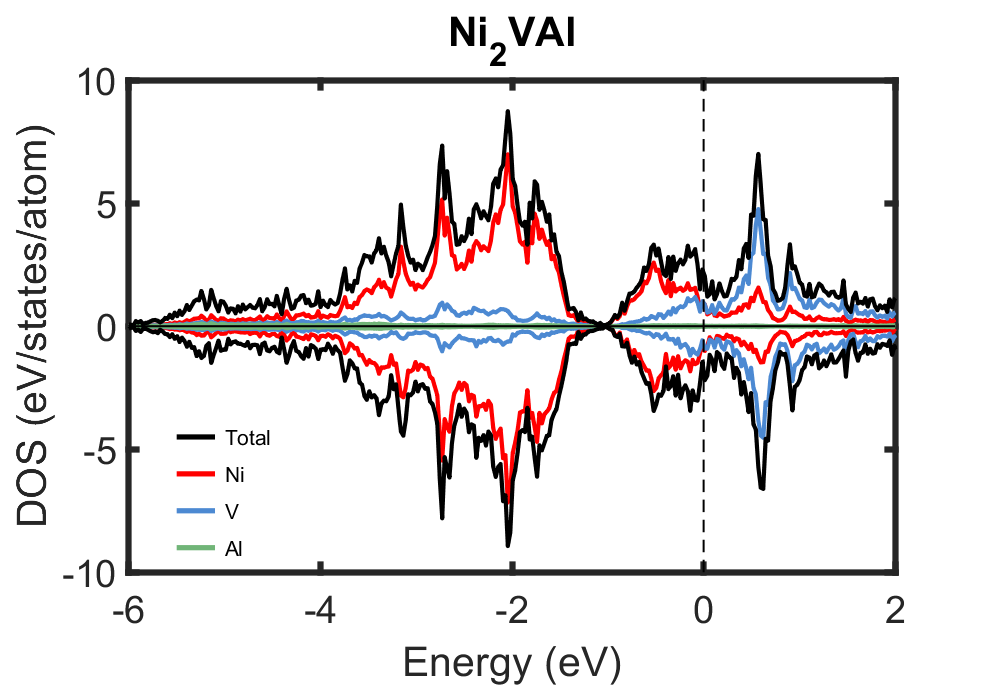 Ni₂VAl
DOS (eV/states/atom)
10
5
0
-5
-10
Total
Ni
V
Al
-6 -4 -2 0 2
Energy (eV)